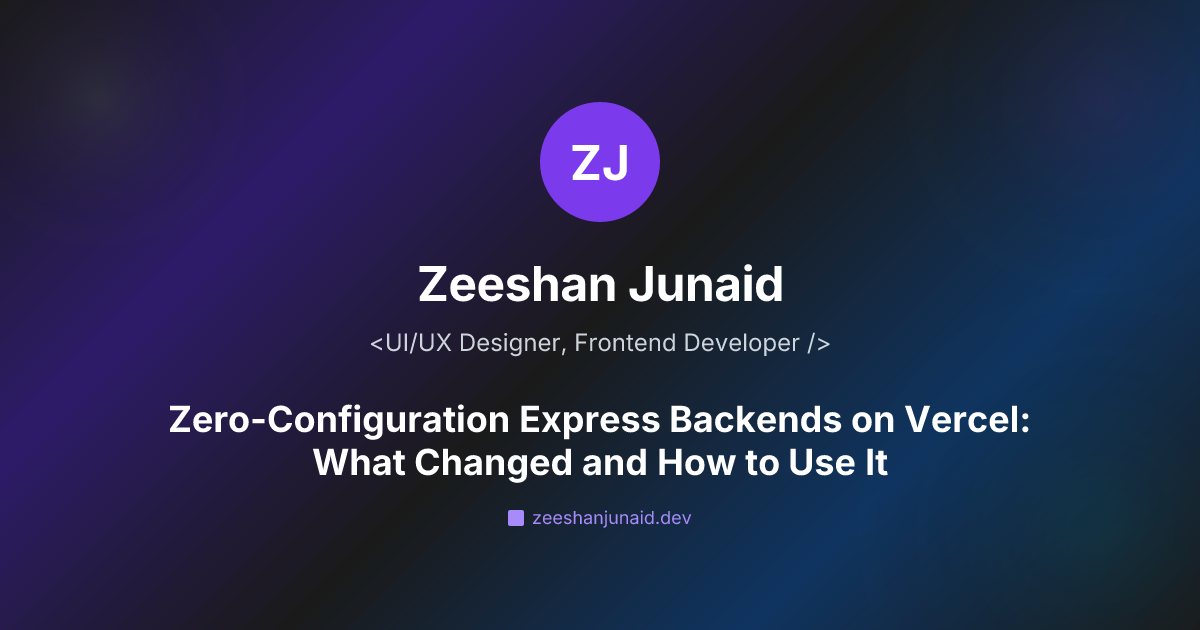 ZJ
Zeeshan Junaid
<UI/UX Designer, Frontend Developer />
Zero-Configuration Express Backends on Vercel:
What Changed and How to Use It
zeeshanjunaid.dev